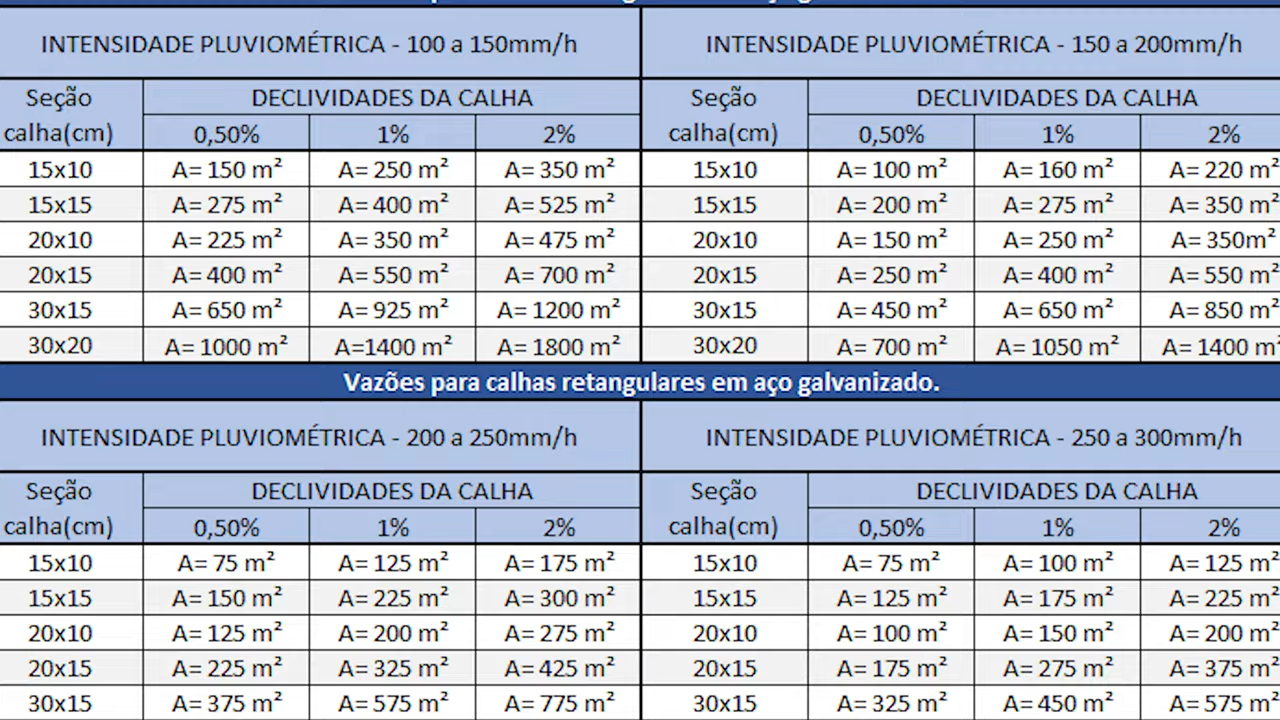 INTENSIDADE PLUVIOMÉTRICA - 100 a 150mm/h INTENSIDADE PLUVIOMÉTRICA - 150 a 200mm/h
Seção DECLIVIDADES DA CALHA Seção DECLIVIDADES DA CALHA
calha(cm) 0,50% 1% 2% calha(cm) 0,50% 1% 2%
15x10 A= 150 m² A= 250 m² A= 350 m² 15x10 A= 100 m² A= 160 m² A= 220 m²
15x15 A= 275 m² A= 400 m² A= 525 m² 15x15 A= 200 m² A= 275 m² A= 350 m²
20x10 A= 225 m² A= 350 m² A= 475 m² 20x10 A= 150 m² A= 250 m² A= 350m²
20x15 A= 400 m² A= 550 m² A= 700 m² 20x15 A= 250 m² A= 400 m² A= 550 m²
30x15 A= 650 m² A= 925 m² A= 1200 m² 30x15 A= 450 m² A= 650 m² A= 850 m²
30x20 A= 1000 m² A=1400 m² A= 1800 m² 30x20 A= 700 m² A= 1050 m² A= 1400 m²
Vazões para calhas retangulares em aço galvanizado.
INTENSIDADE PLUVIOMÉTRICA - 200 a 250mm/h INTENSIDADE PLUVIOMÉTRICA - 250 a 300mm/h
Seção DECLIVIDADES DA CALHA Seção DECLIVIDADES DA CALHA
calha(cm) 0,50% 1% 2% calha(cm) 0,50% 1% 2%
15x10 A= 75 m² A= 125 m² A= 175 m² 15x10 A= 75 m² A= 100 m² A= 125 m²
15x15 A= 150 m² A= 225 m² A= 300 m² 15x15 A= 125 m² A= 175 m² A= 225 m²
20x10 A= 125 m² A= 200 m² A= 275 m² 20x10 A= 100 m² A= 150 m² A= 200 m²
20x15 A= 225 m² A= 325 m² A= 425 m² 20x15 A= 175 m² A= 275 m² A= 375 m²
30x15 A= 375 m² A= 575 m² A= 775 m² 30x15 A= 325 m² A= 450 m² A= 575 m²